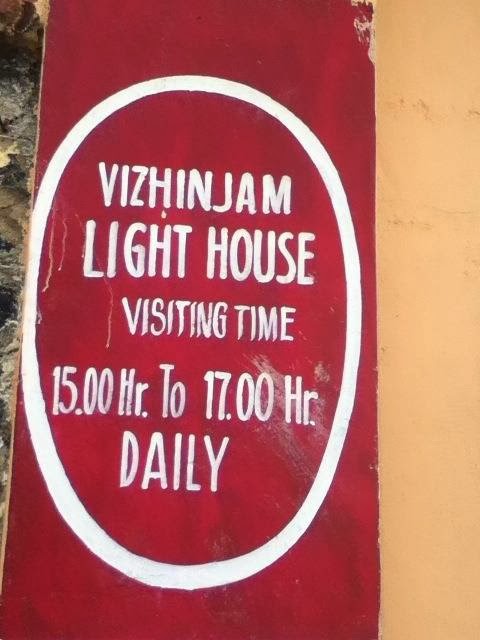 VIZHINJAM
LIGHT HOUSE
VISITING TIME
15.00 Hr. To 17.00 Hr.
DAILY